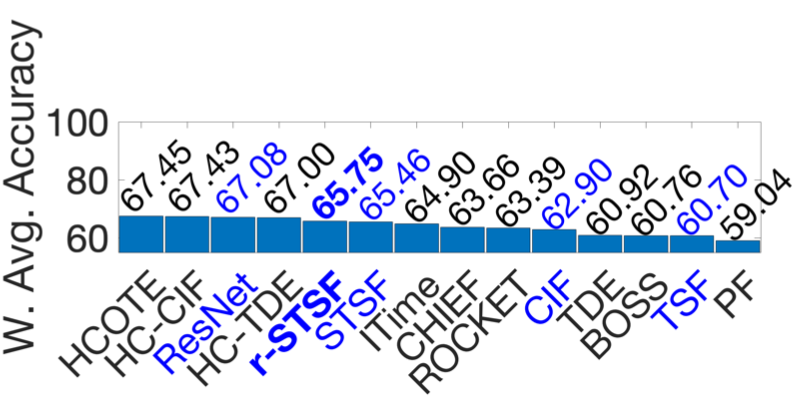 W. Avg. Accuracy
100
80
60
67.45
67.43
67.08
67.00
65.75
65.46
64.90
63.66
63.39
62.90
60.92
60.76
60.70
59.04
HCOTE
HC-CIF
ResNet
HC-TDE
r-STSF
STSF
ITime
CHIEF
ROCKET
CIF
TDE
BOSS
TSF
PF